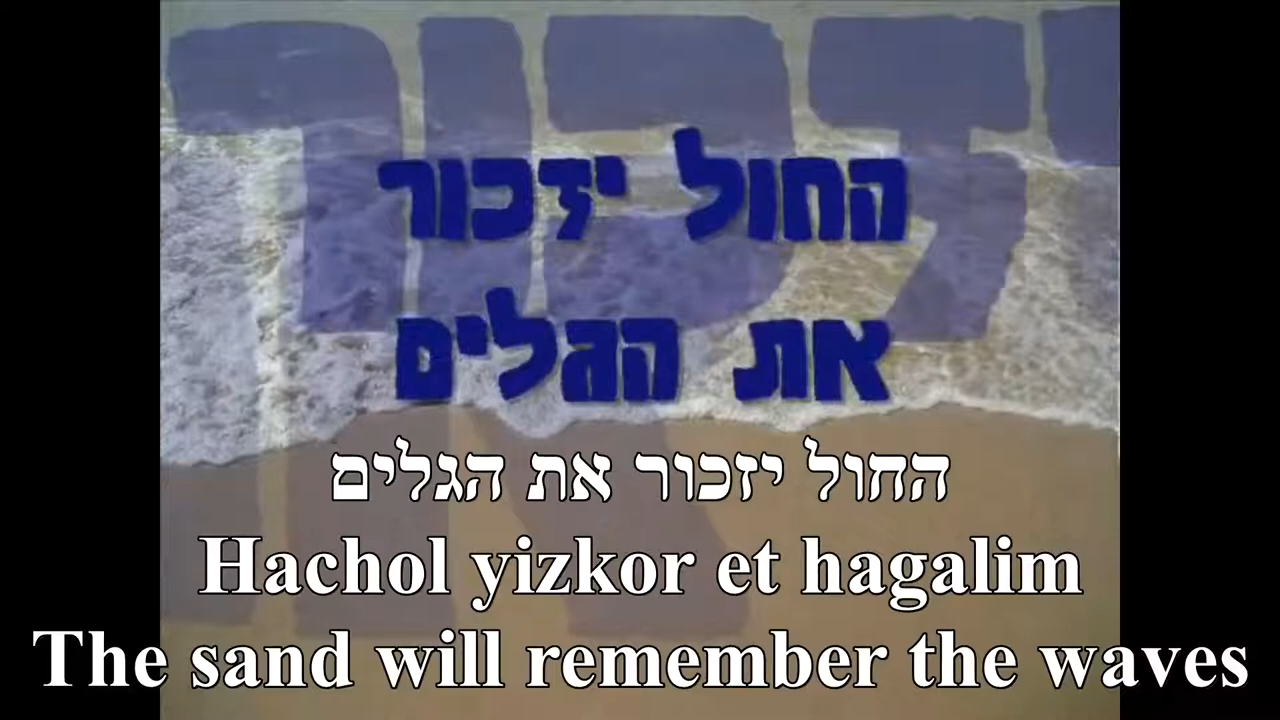 החול יזכור
את הגלים
החול יזכור את הגלים
Hachol yizkor et hagalim
The sand will remember the waves